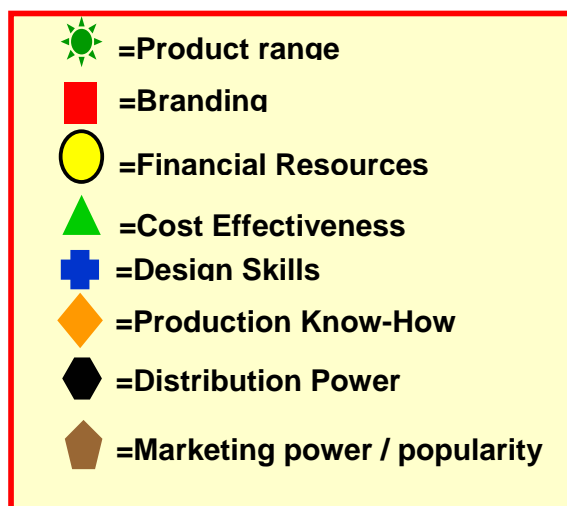 =Product range
=Branding
=Financial Resources
=Cost Effectiveness
=Design Skills
=Production Know-How
=Distribution Power
=Marketing power / popularity